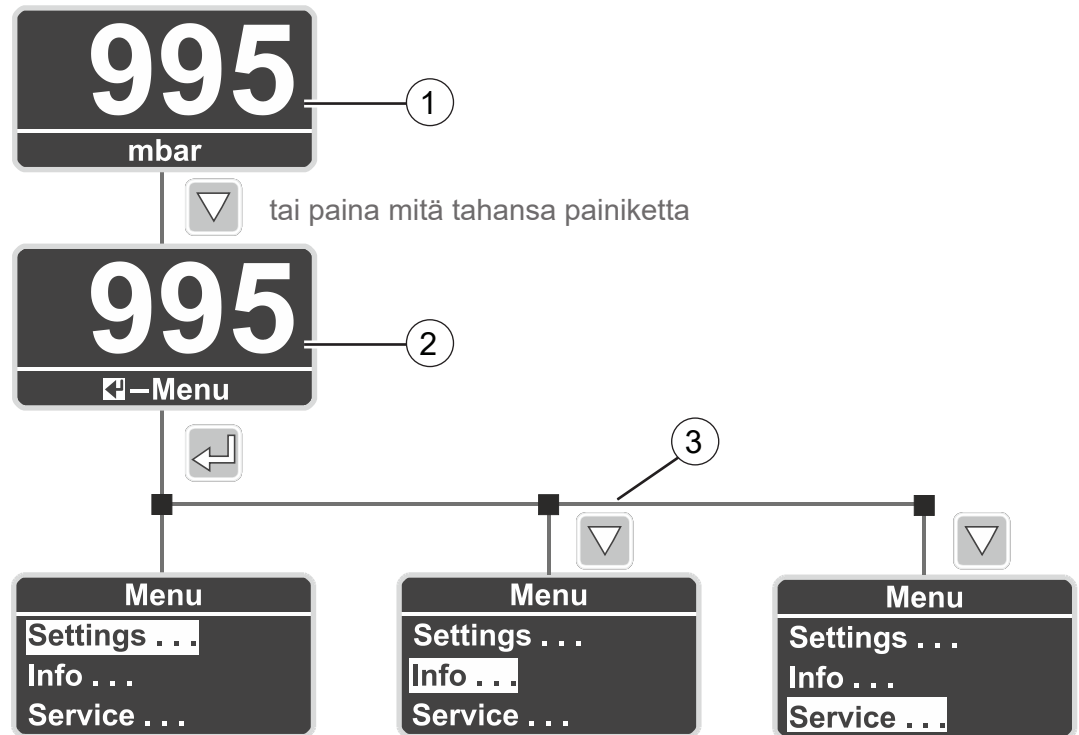 995
1
mbar
tai paina mitä tahansa painiketta
995
2
–Menu
3
Menu
Settings . . .
Info . . .
Service . . .
Menu
Settings . . .
Info . . .
Service . . .
Menu
Settings . . .
Info . . .
Service . . .